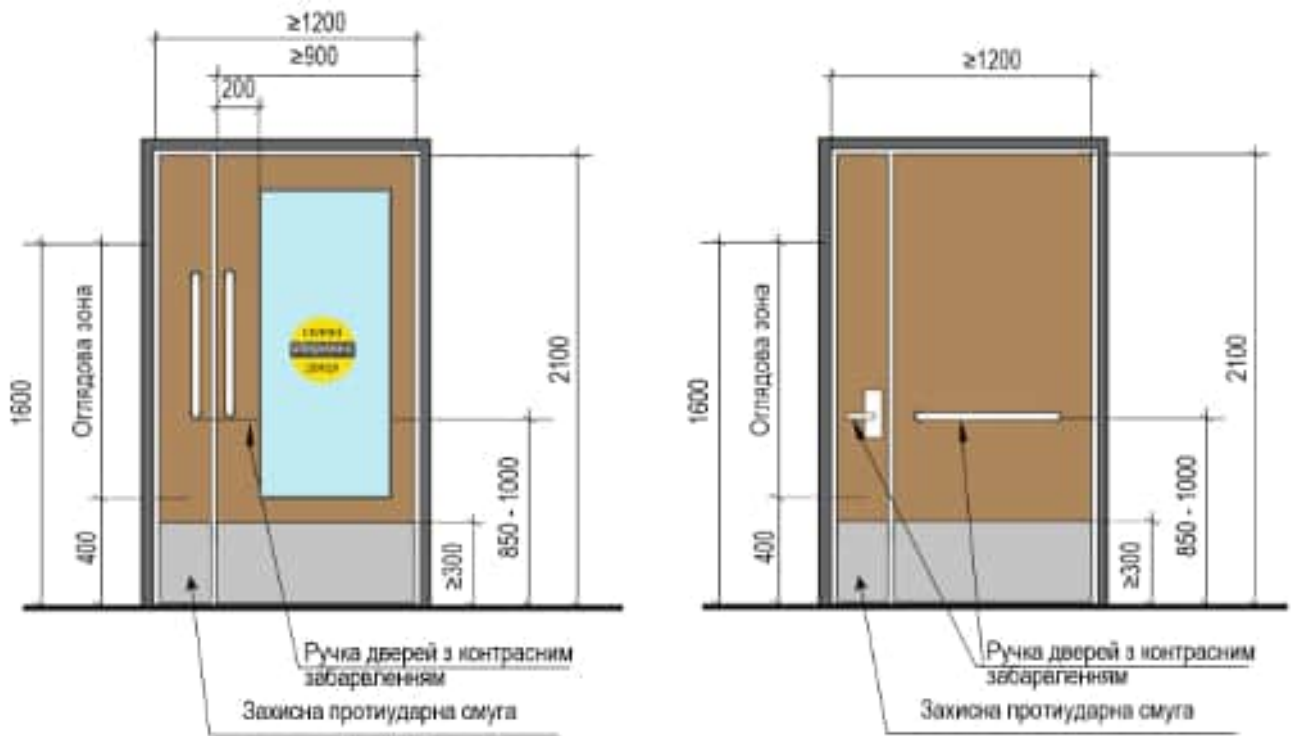 ≥1200
≥900
200
Оглядова зона
1600
400
2100
850 - 1000
≥300
Ручка дверей з контрасним
забарвленням
Захисна протиударна смуга
≥1200
Оглядова зона
1600
400
2100
850 - 1000
≥300
Ручка дверей з контрасним
забарвленням
Захисна протиударна смуга